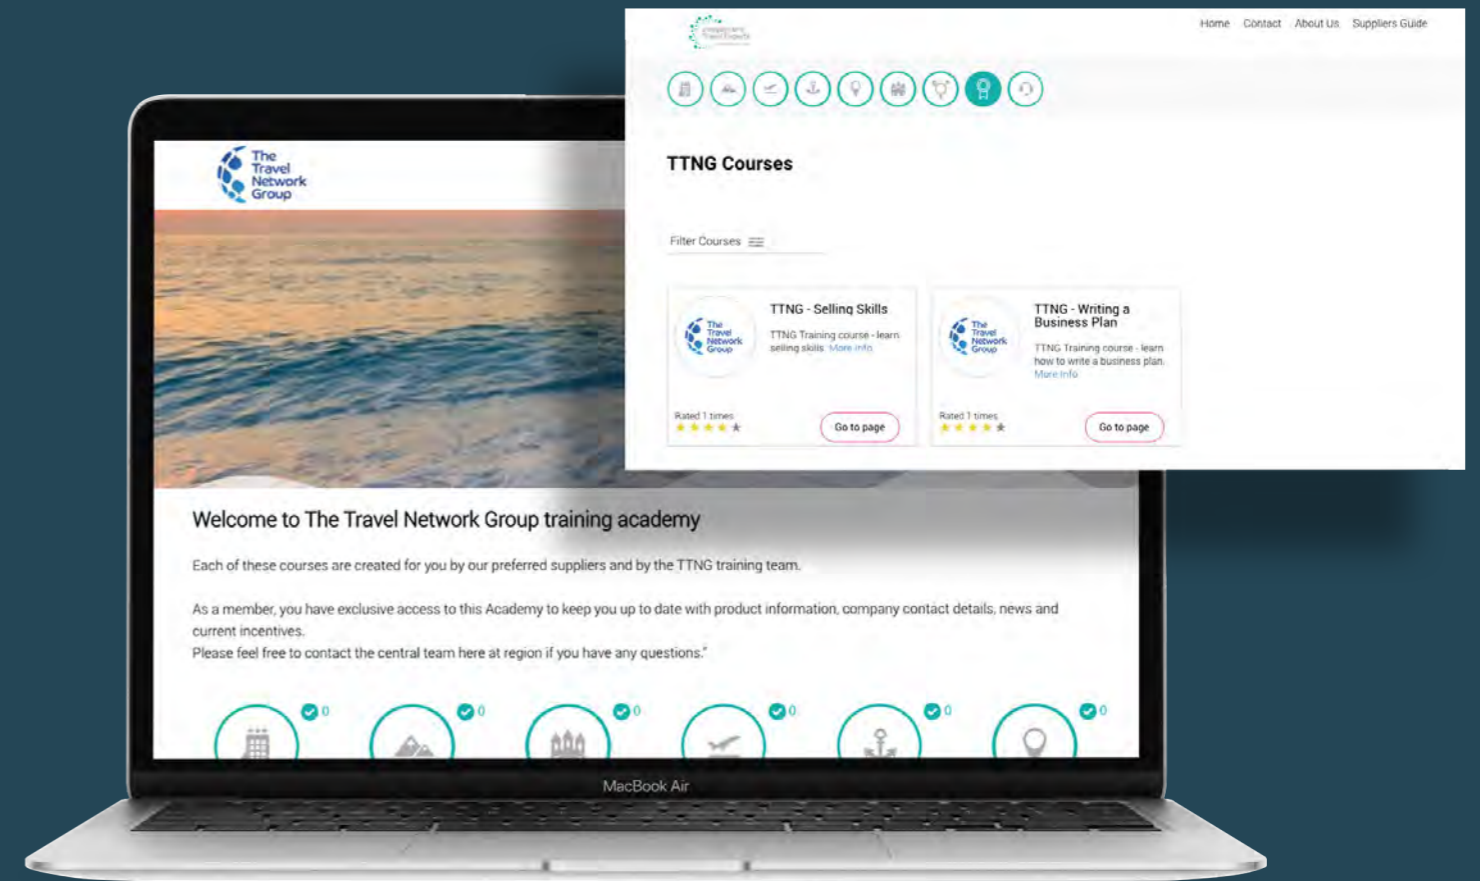 Home Contact About Us Suppliers Guide
TTNG Courses
Filter Courses
The
Travel
Network
Group
TTNG - Selling Skills
TTNG Training course - learn
selling skills. More info
Rated 1 times
Go to page
The
Travel
Network
Group
TTNG - Writing a
Business Plan
TTNG Training course - learn
how to write a business plan.
More info
Rated 1 times
Go to page
The
Travel
Network
Group
Welcome to The Travel Network Group training academy
Each of these courses are created for you by our preferred suppliers and by the TTNG training team.
As a member, you have exclusive access to this Academy to keep you up to date with product information, company contact details, news and
current incentives.
Please feel free to contact the central team here at region if you have any questions."
0 0 0 0 0 0
MacBook Air